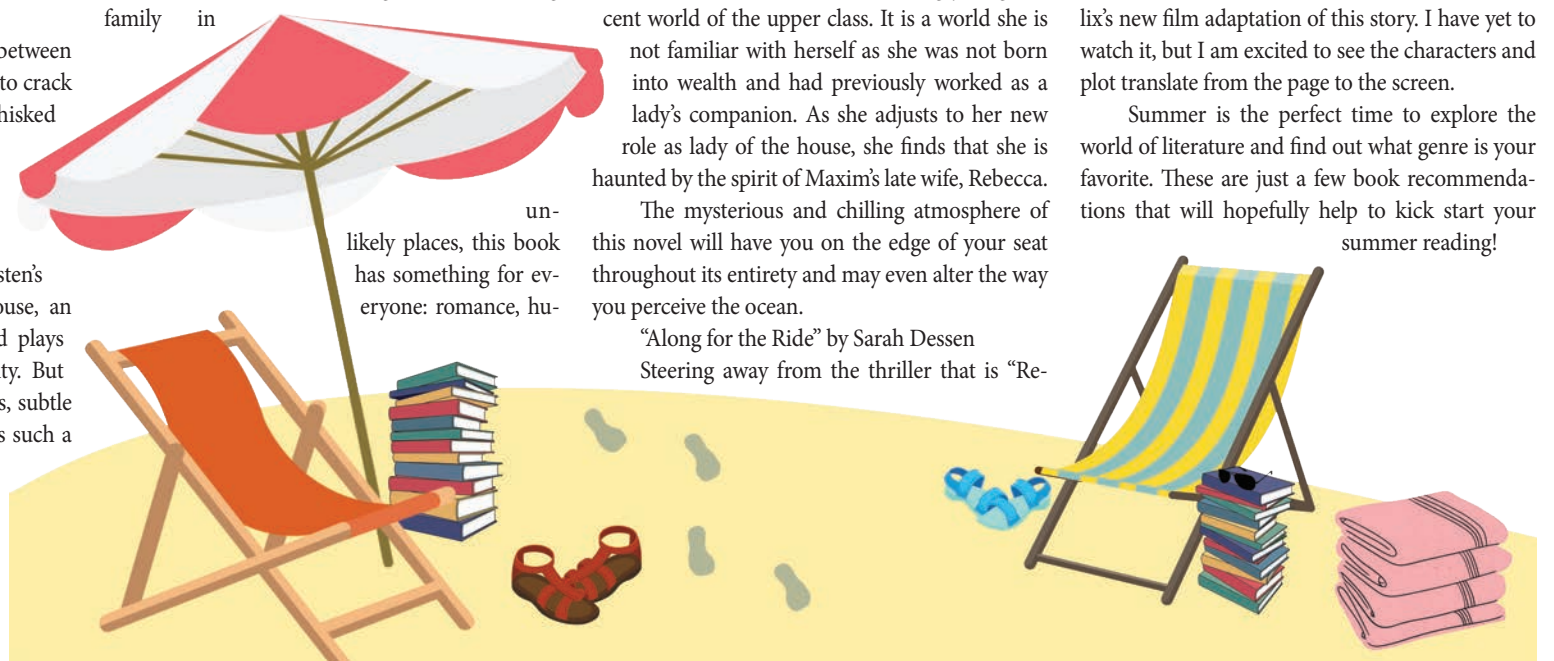 family in
between
to crack
hisked
sten's
ouse, an
d plays
ty. But
s, subtle
s such a
un-
likely places, this book
has something for ev-
eryone: romance, hu-
cent world of the upper class. It is a world she is
not familiar with herself as she was not born
into wealth and had previously worked as a
lady's companion. As she adjusts to her new
role as lady of the house, she finds that she is
haunted by the spirit of Maxim's late wife, Rebecca.
The mysterious and chilling atmosphere of
this novel will have you on the edge of your seat
throughout its entirety and may even alter the way
you perceive the ocean.
“Along for the Ride” by Sarah Dessen
Steering away from the thriller that is “Re-
lix's new film adaptation of this story. I have yet to
watch it, but I am excited to see the characters and
plot translate from the page to the screen.
Summer is the perfect time to explore the
world of literature and find out what genre is your
favorite. These are just a few book recommenda-
tions that will hopefully help to kick start your
summer reading!